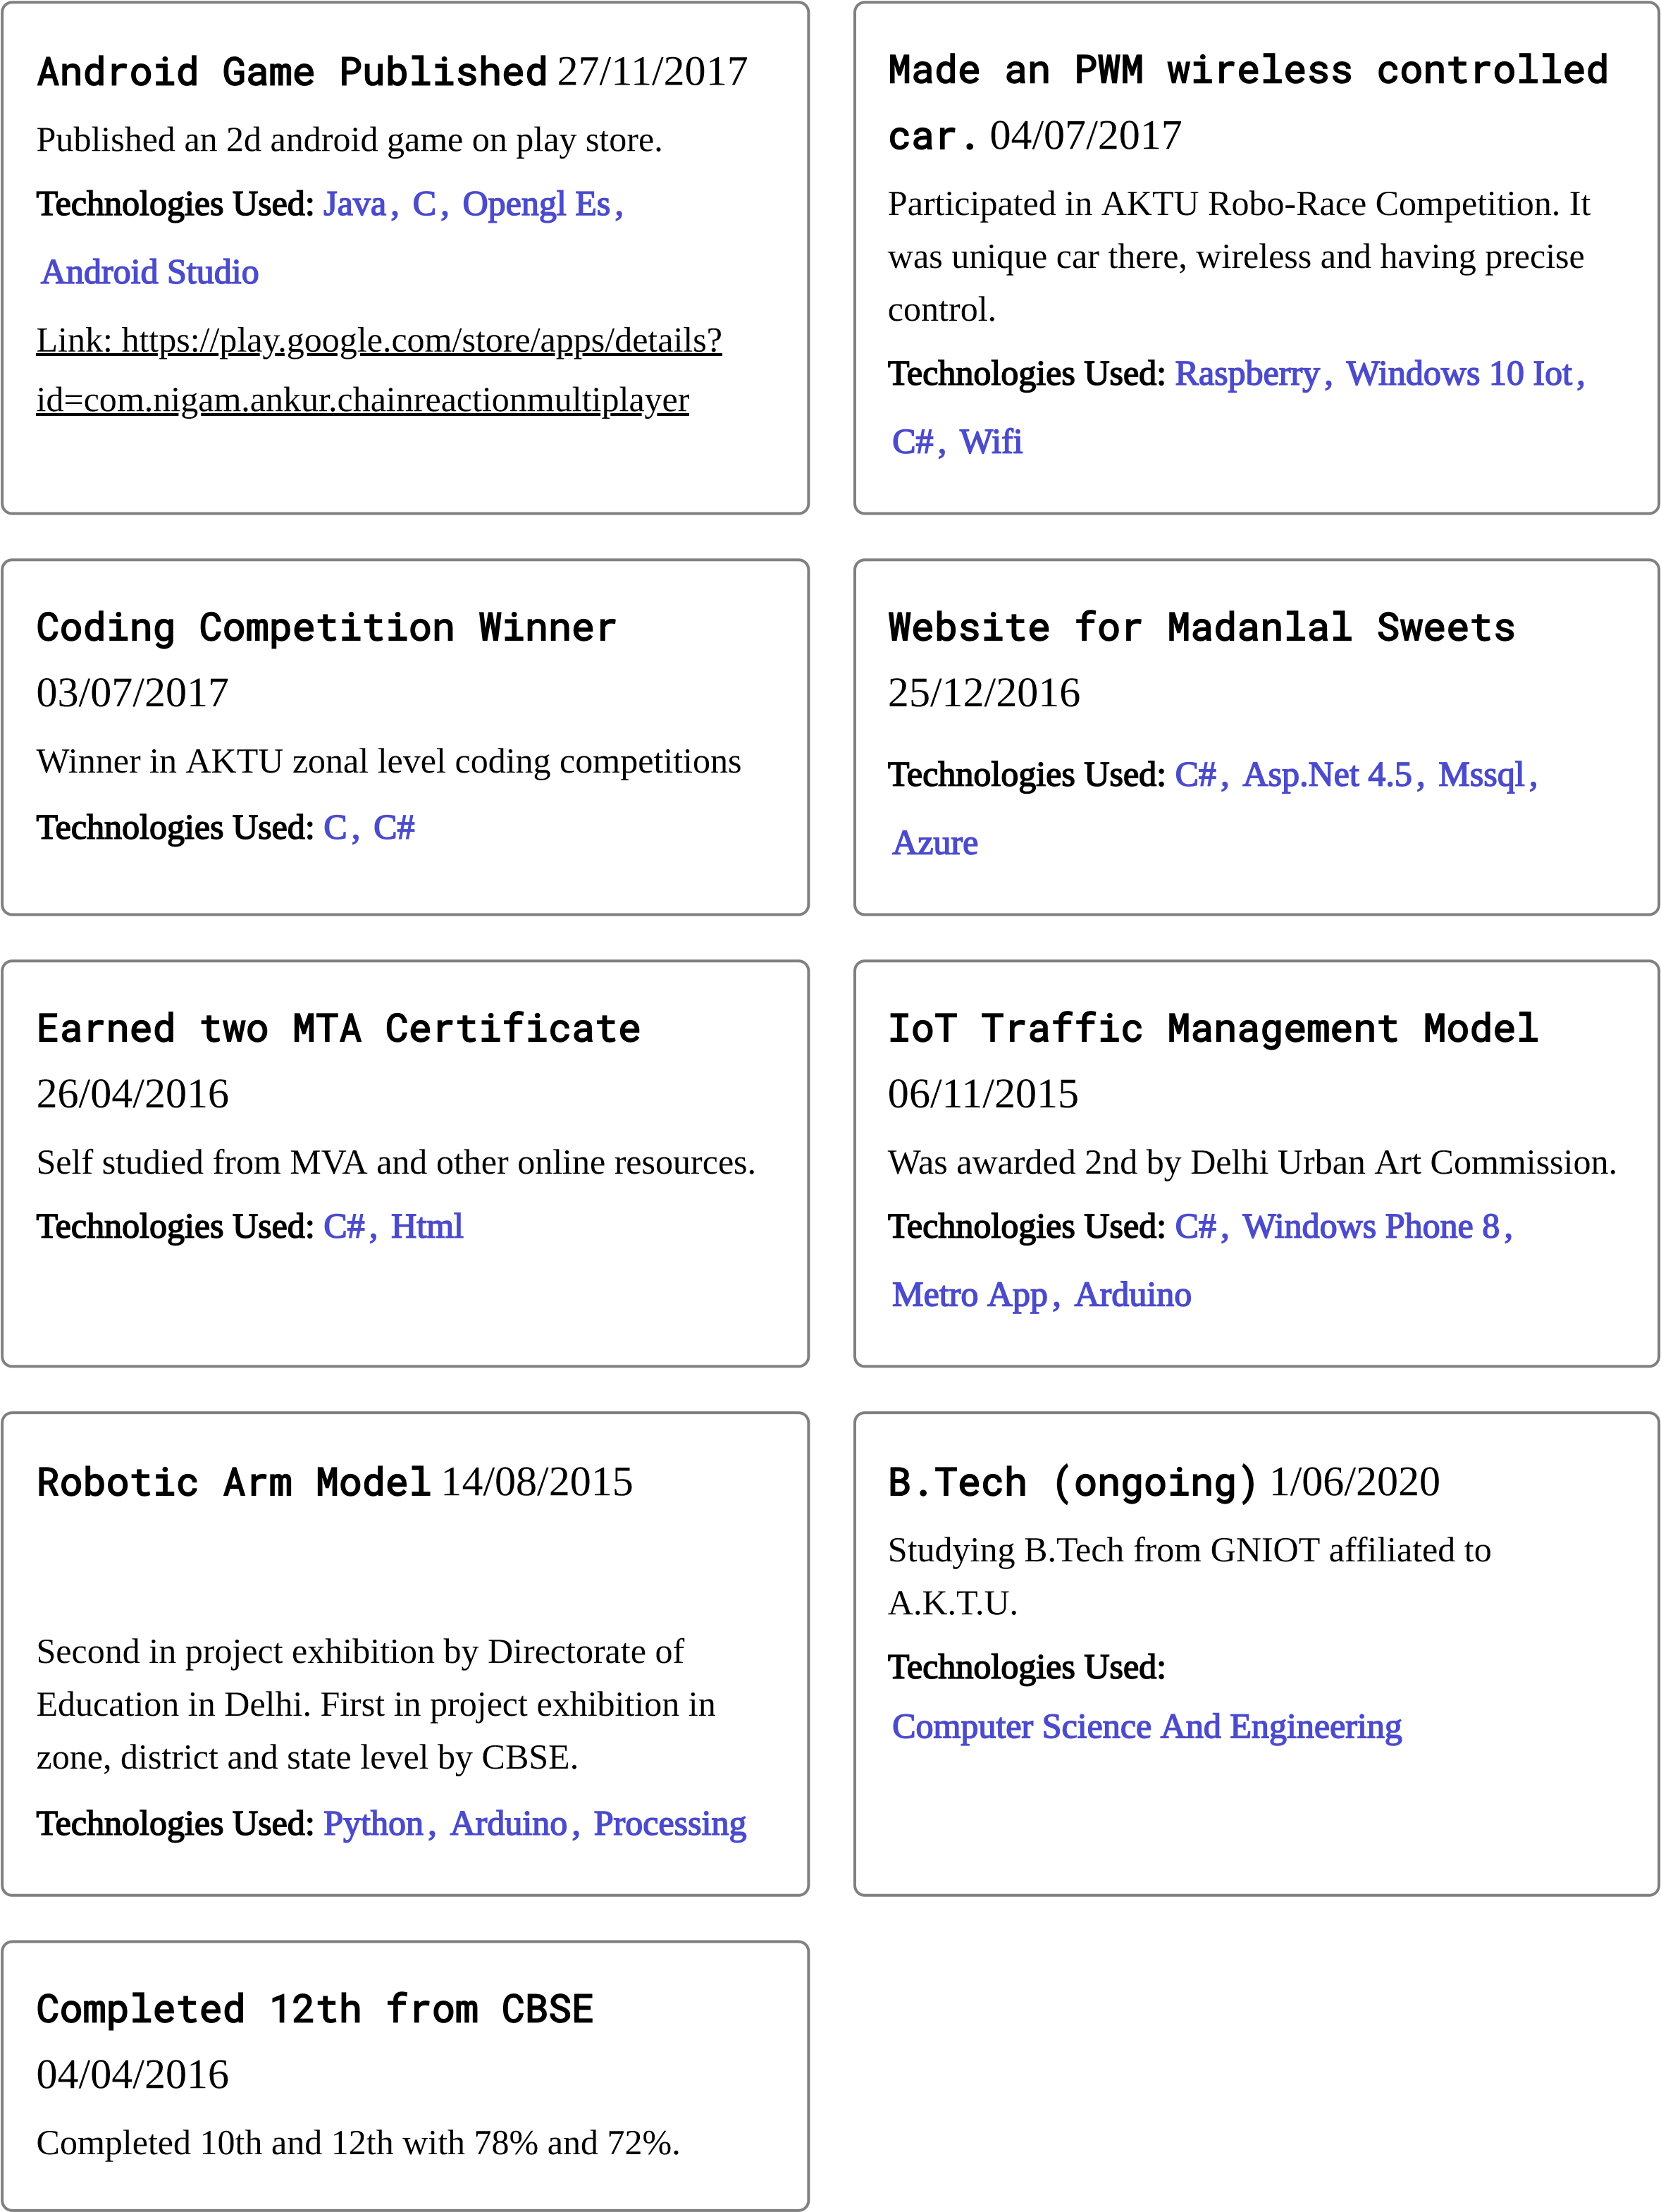 Android Game Published 27/11/2017
Published an 2d android game on play store.
Technologies Used: Java, C, Opengl Es,
Android Studio
Link: https://play.google.com/store/apps/details?
id=com.nigam.ankur.chainreactionmultiplayer
Made an PWM wireless controlled
car. 04/07/2017
Participated in AKTU Robo-Race Competition. It
was unique car there, wireless and having precise
control.
Technologies Used: Raspberry, Windows 10 Iot,
C#, Wifi
Coding Competition Winner
03/07/2017
Winner in AKTU zonal level coding competitions
Technologies Used: C, C#
Website for Madanlal Sweets
25/12/2016
Technologies Used: C#, Asp.Net 4.5, Mssql,
Azure
Earned two MTA Certificate
26/04/2016
Self studied from MVA and other online resources.
Technologies Used: C#, Html
IoT Traffic Management Model
06/11/2015
Was awarded 2nd by Delhi Urban Art Commission.
Technologies Used: C#, Windows Phone 8,
Metro App, Arduino
Robotic Arm Model 14/08/2015
Second in project exhibition by Directorate of
Education in Delhi. First in project exhibition in
zone, district and state level by CBSE.
Technologies Used: Python, Arduino, Processing
B.Tech (ongoing) 1/06/2020
Studying B.Tech from GNIOT affiliated to
A.K.T.U.
Technologies Used:
Computer Science And Engineering
Completed 12th from CBSE
04/04/2016
Completed 10th and 12th with 78% and 72%.